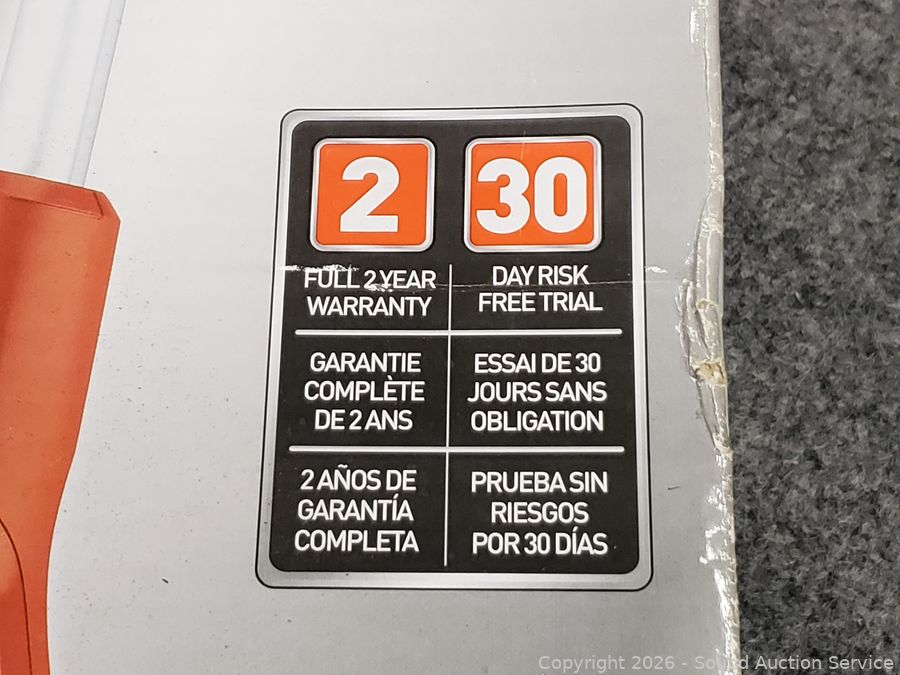 2
FULL 2 YEAR
WARRANTY
30
DAY RISK
FREE TRIAL
GARANTIE
COMPLÈTE
DE 2 ANS
ESSAI DE 30
JOURS SANS
OBLIGATION
2 AÑOS DE
GARANTÍA
COMPLETA
PRUEBA SIN
RIESGOS
POR 30 DÍAS
Copyright 2026 - Sound Auction Service